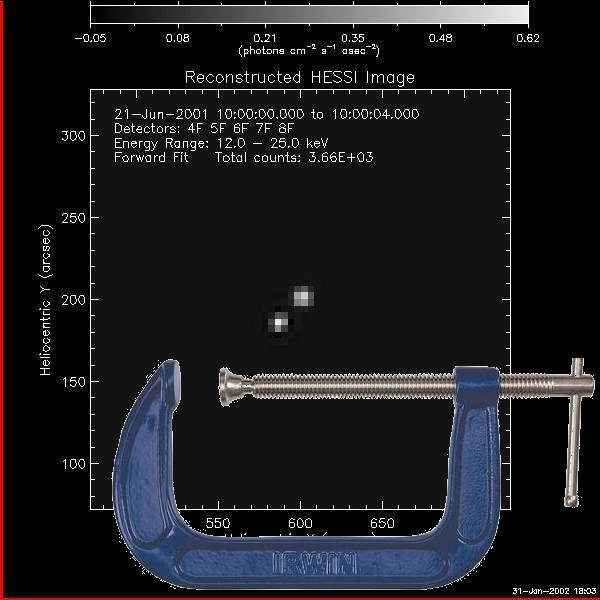 -0.05 0.08 0.21 0.35 0.48 0.62
(photons cm⁻² s⁻¹ asec⁻²)
Reconstructed HESSI Image
21-Jun-2001 10:00:00.000 to 10:00:04.000
Detectors: 4F 5F 6F 7F 8F
Energy Range: 12.0 - 25.0 keV
Forward Fit Total counts: 3.66E+03
300
250
200
150
100
Heliocentric Y (arcsec)
550 600 650
IRWIN
31-Jan-2002 18:03